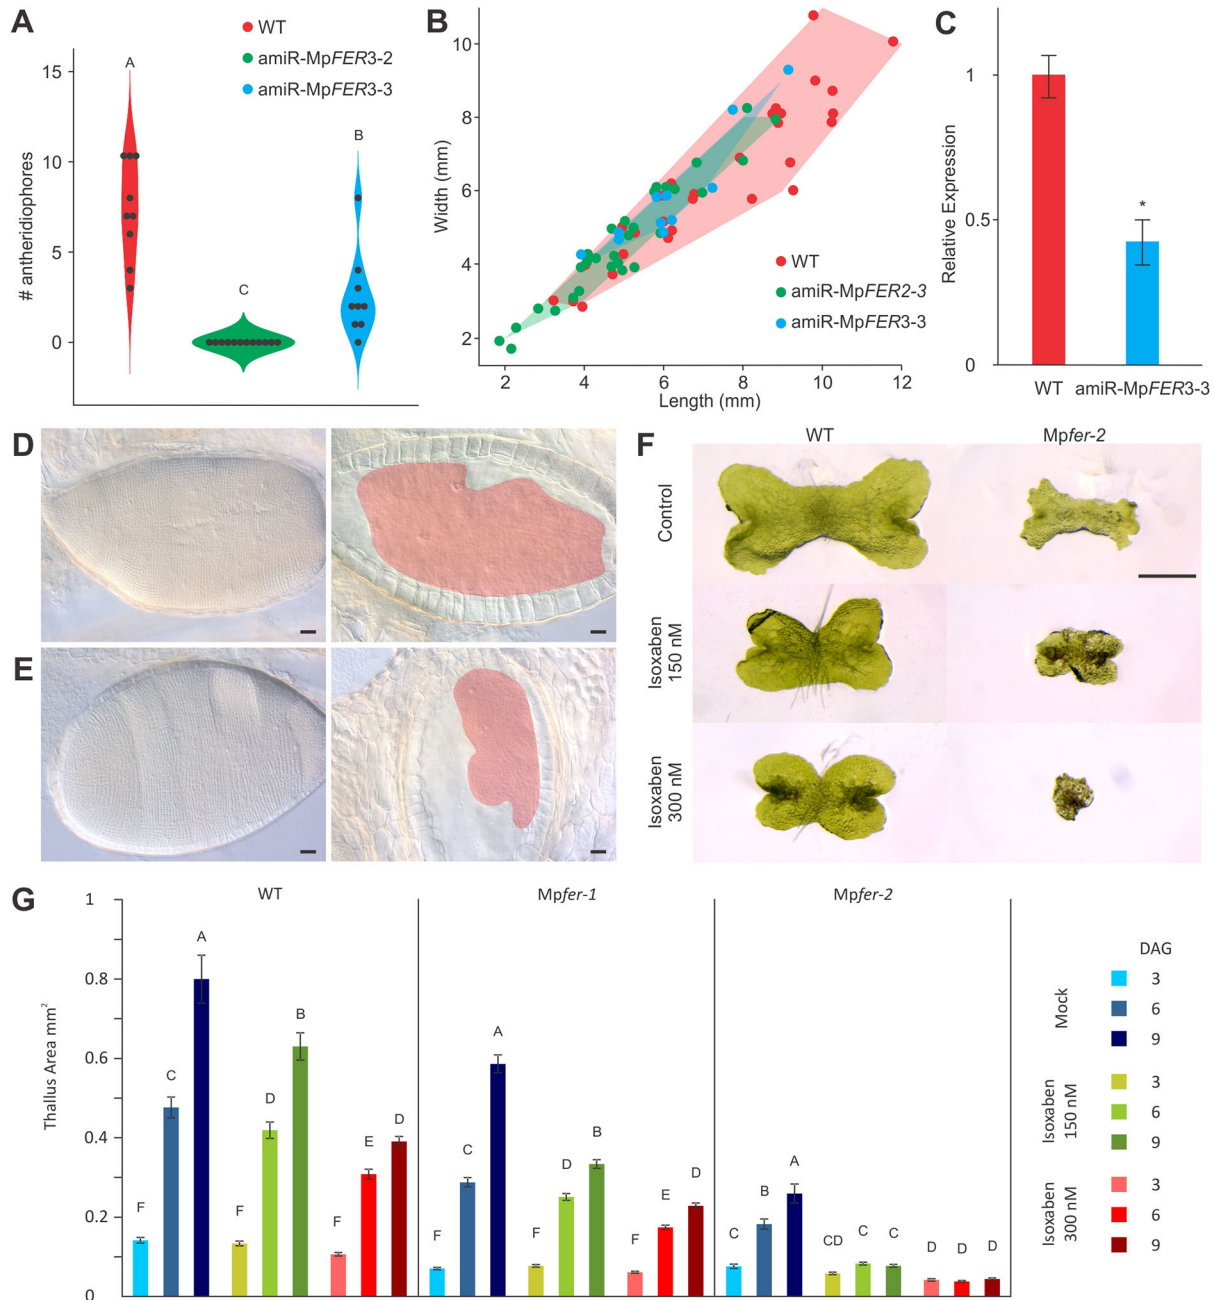 A
WT
amiR-MpFER3-2
amiR-MpFER3-3
# antheridiophores
15
10
5
0
A
C
B
B
Width (mm)
10
8
6
4
2
2
4
6
8
10
12
Length (mm)
WT
amiR-MpFER2-3
amiR-MpFER3-3
C
Relative Expression
1
0.5
0
*
WT
amiR-MpFER3-3
D
E
F
WT
Mpfer-2
Control
Isoxaben
150 nM
Isoxaben
300 nM
G
WT
Mpfer-1
Mpfer-2
Thallus Area mm²
1
0.8
0.6
0.4
0.2
0
F
C
A
F
D
B
F
E
D
F
C
A
F
D
B
F
E
D
C
B
A
CD
C
C
D
D
D
DAG
Mock
3
6
9
Isoxaben
150 nM
3
6
9
Isoxaben
300 nM
3
6
9